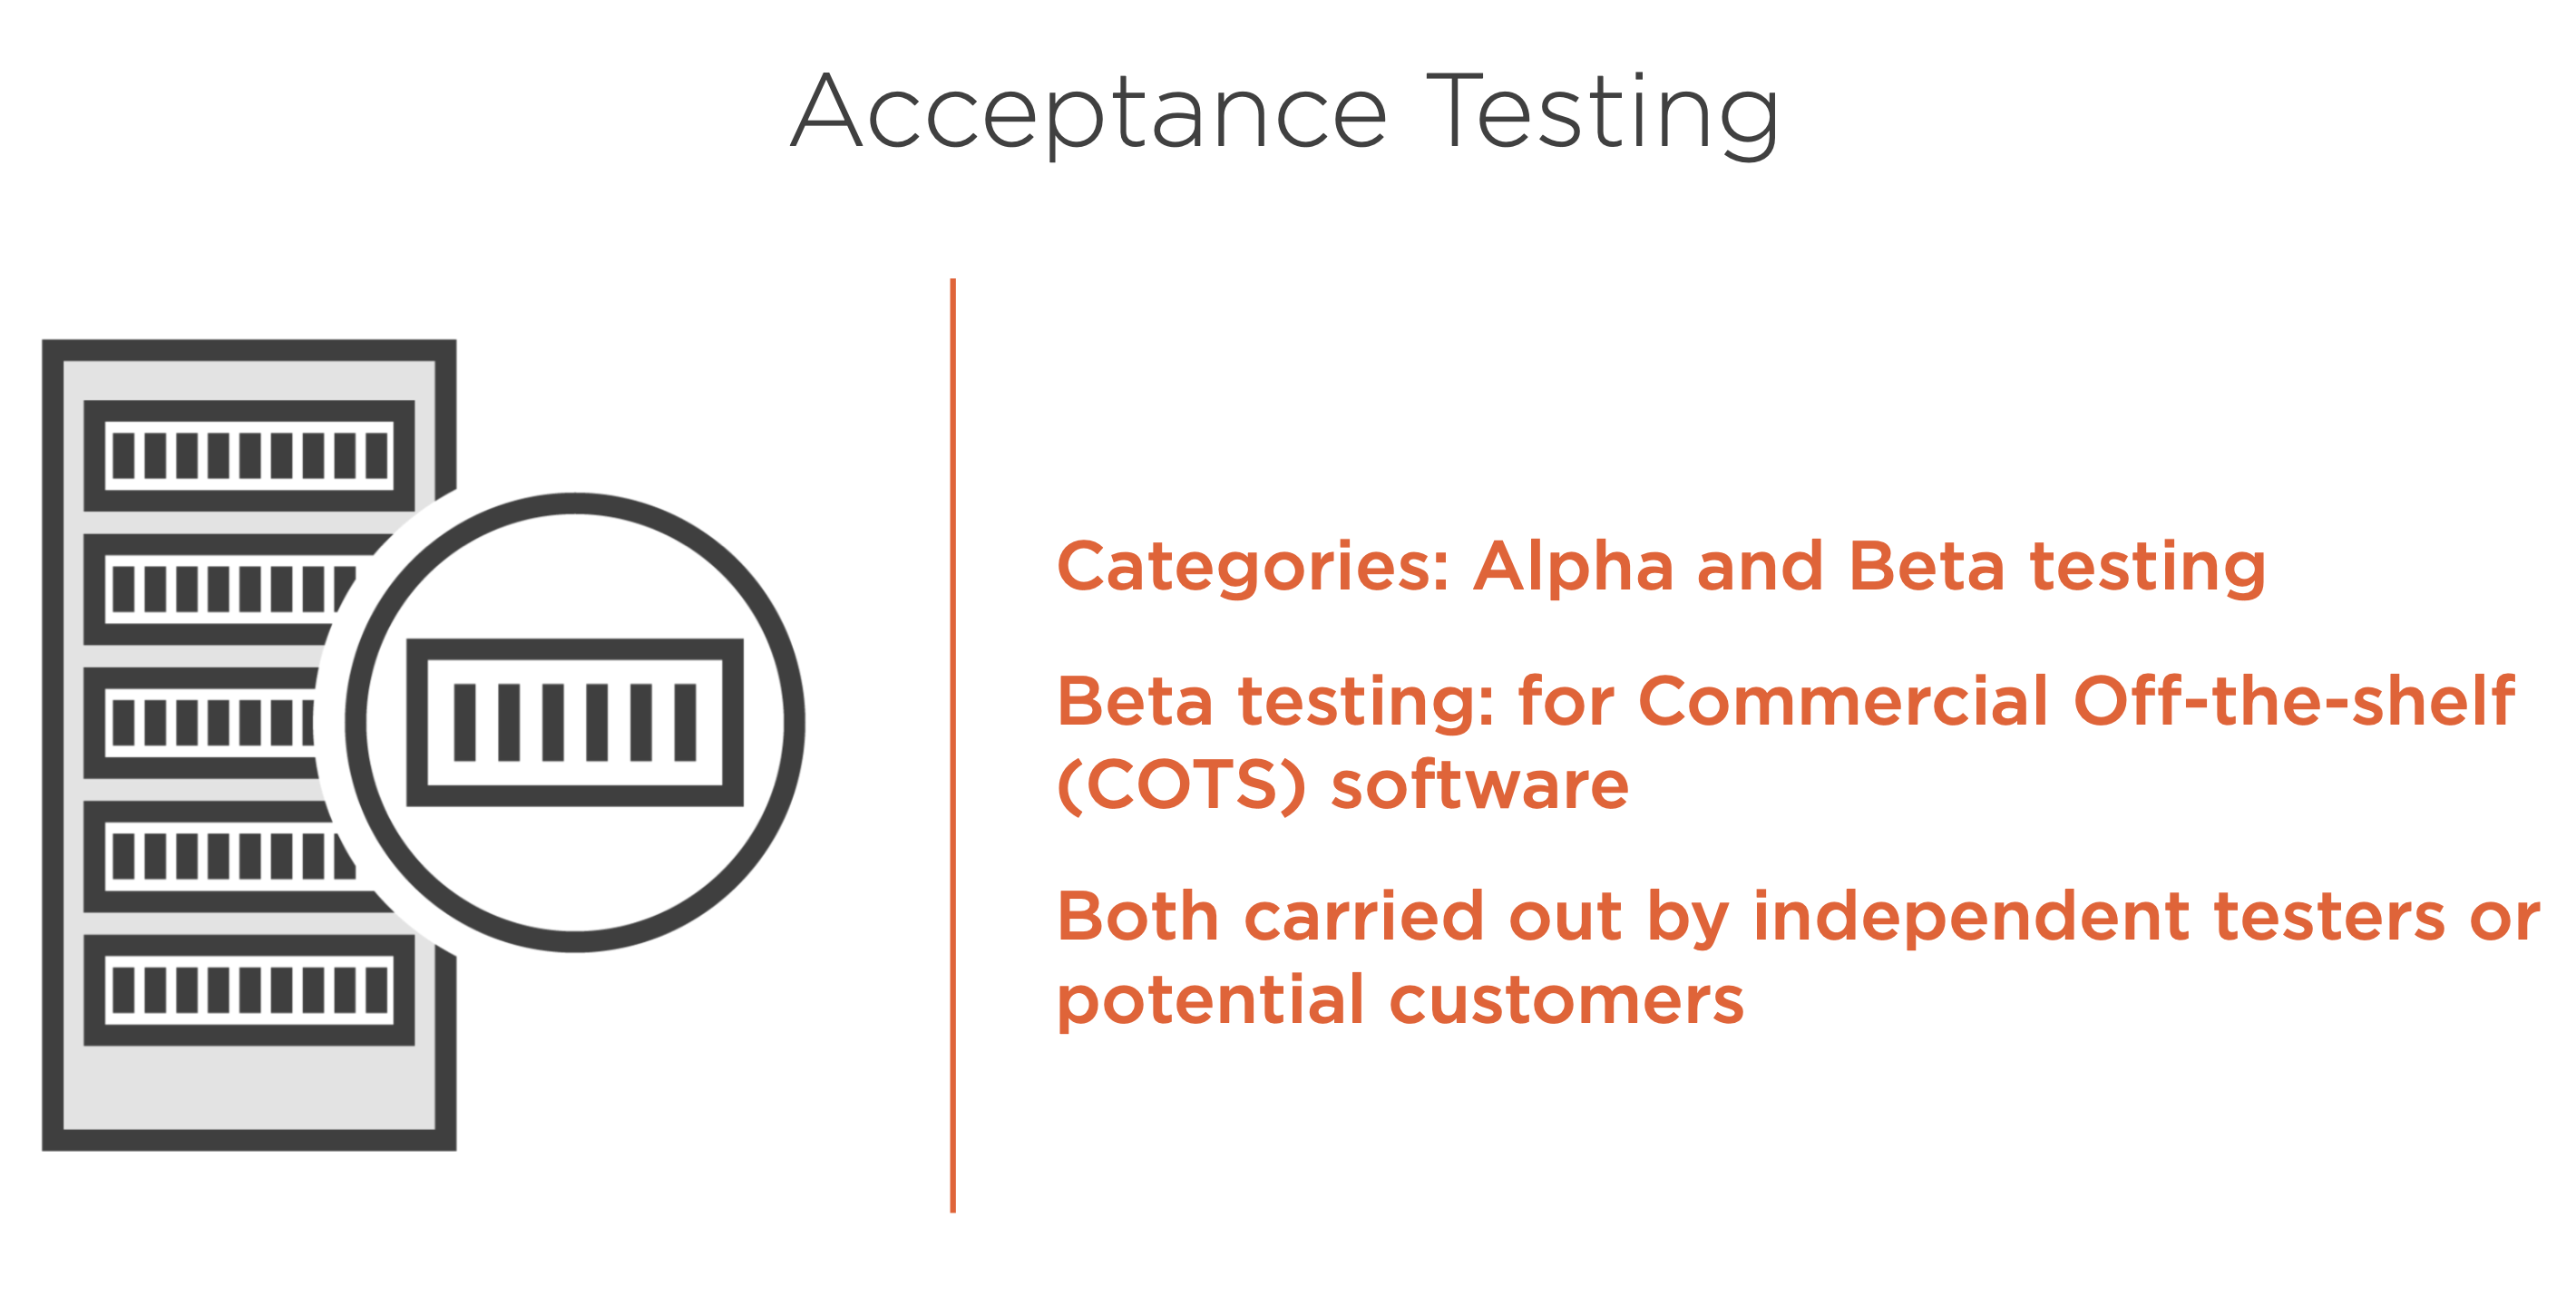 Acceptance Testing
Categories: Alpha and Beta testing
Beta testing: for Commercial Off-the-shelf
(COTS) software
Both carried out by independent testers or
potential customers